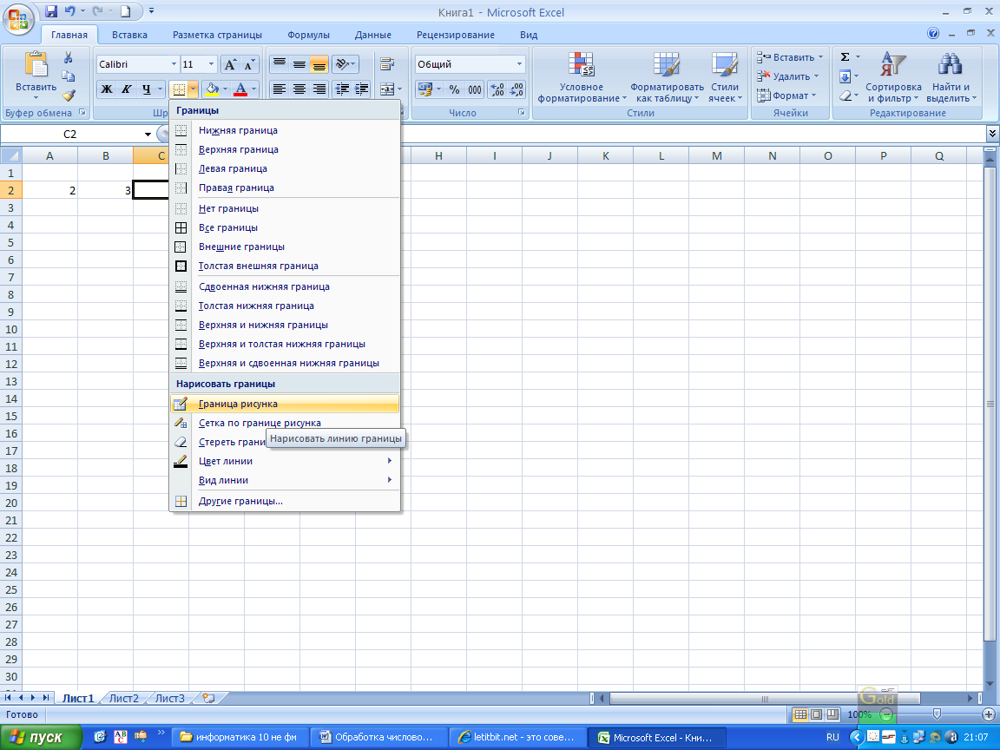 Книга1 - Microsoft Excel
Главная Вставка Разметка страницы Формулы Данные Рецензирование Вид
Вставить
Буфер обмена
Calibri 11
Ж К Ч
Шр
Общий
% 000
Число
Условное форматирование
Форматировать как таблицу
Стили ячеек
Стили
Вставить
Удалить
Формат
Ячейки
Σ
Сортировка и фильтр
Найти и выделить
Редактирование
C2
A B C H I J K L M N O P Q
1
2 2 3
3
4
5
6
7
8
9
10
11
12
13
14
15
16
17
18
19
20
21
22
23
24
25
26
27
28
29
30
Границы
Нижняя граница
Верхняя граница
Левая граница
Правая граница
Нет границы
Все границы
Внешние границы
Толстая внешняя граница
Сдвоенная нижняя граница
Толстая нижняя граница
Верхняя и нижняя границы
Верхняя и толстая нижняя границы
Верхняя и сдвоенная нижняя границы
Нарисовать границы
Граница рисунка
Сетка по границе рисунка
Стереть грани
Нарисовать линию границы
Цвет линии
Вид линии
Другие границы...
Лист1 Лист2 Лист3
Готово
100%
Gold
пуск
информатика 10 не фм
Обработка числово...
letitbit.net - это сове...
Microsoft Excel - Кни...
RU
21:07